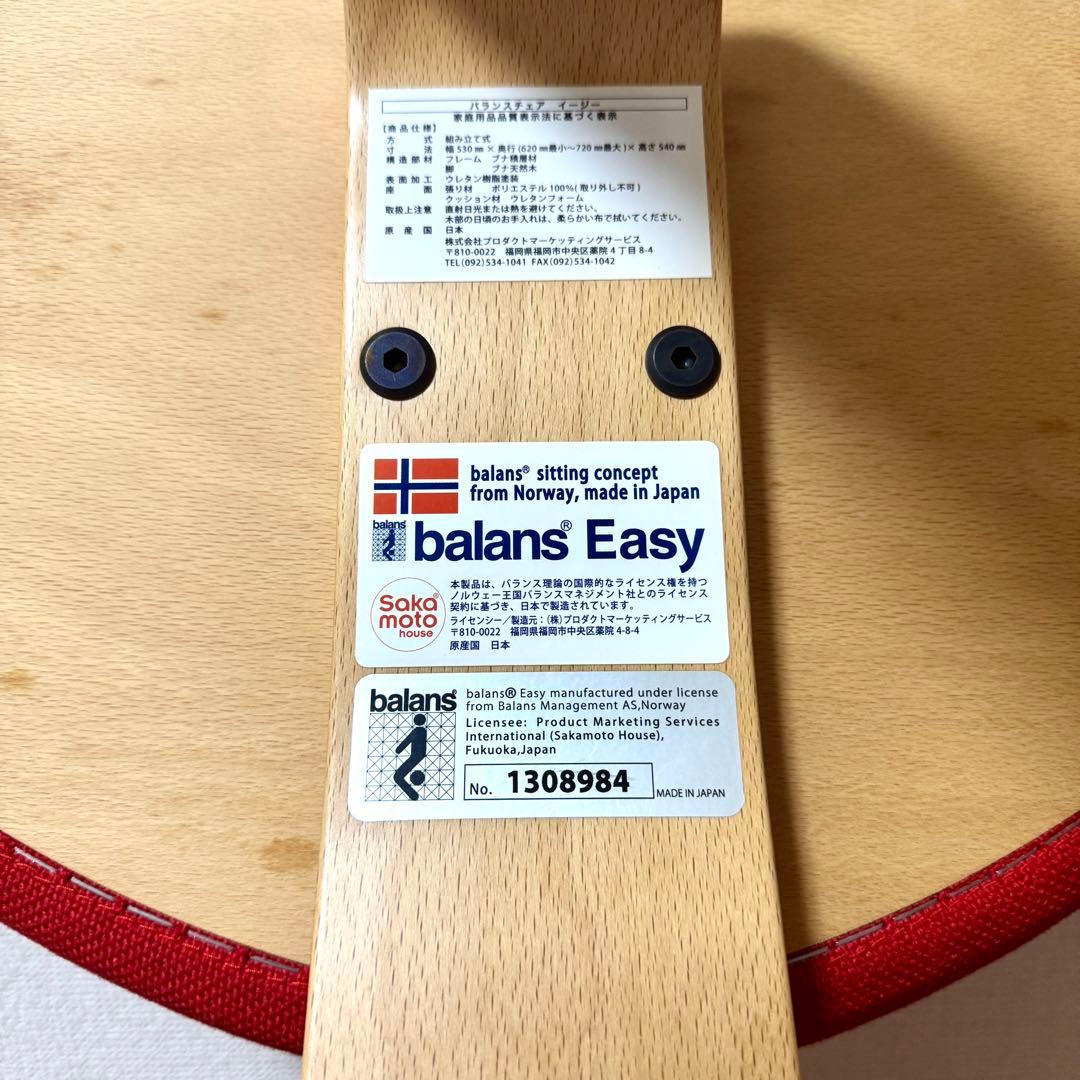 バランスチェア　イージー
家庭用品品質表示法に基づく表示
【商品仕様】
方　式　組み立て式
寸　法　幅 530 ㎜ × 奥行 (620 ㎜最小～720 ㎜最大 )× 高さ 540 ㎜
構造部材　フレーム　ブナ積層材
脚　ブナ天然木
表面加工　ウレタン樹脂塗装
座　面　張り材　ポリエステル 100%( 取り外し不可 )
クッション材　ウレタンフォーム
取扱上注意　直射日光または熱を避けてください。
木部の日頃のお手入れは、柔らかい布で拭いてください。
原　産　国　日本
株式会社プロダクトマーケッティングサービス
〒810-0022　福岡県福岡市中央区薬院 4 丁目 8-4
TEL(092)534-1041 FAX(092)534-1042
balans® sitting concept
from Norway, made in Japan
balans®
balans® Easy
Saka®
moto
house
本製品は、バランス理論の国際的なライセンス権を持つ
ノルウェー王国バランスマネジメント社とのライセンス
契約に基づき、日本で製造されています。
ライセンシー／製造元：(株)プロダクトマーケッティングサービス
〒810-0022　福岡県福岡市中央区薬院 4-8-4
原産国　日本
balans®
balans® Easy manufactured under license
from Balans Management AS,Norway
Licensee: Product Marketing Services
International (Sakamoto House),
Fukuoka,Japan
No. 1308984
MADE IN JAPAN